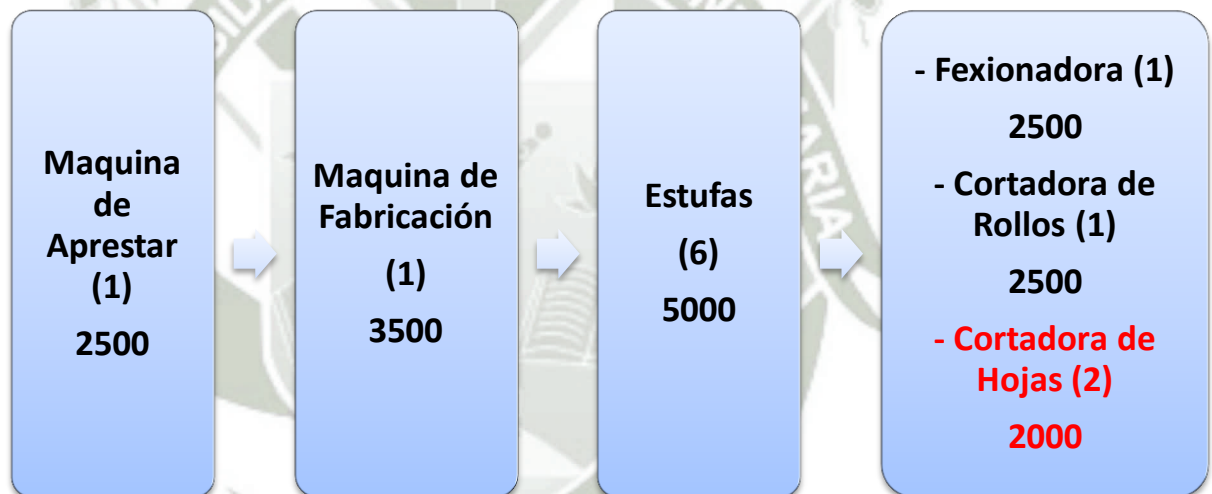 Maquina
de
Aprestar
(1)
2500
Maquina de
Fabricación
(1)
3500
Estufas
(6)
5000
- Fexionadora (1)
2500
- Cortadora de
Rollos (1)
2500
- Cortadora de
Hojas (2)
2000